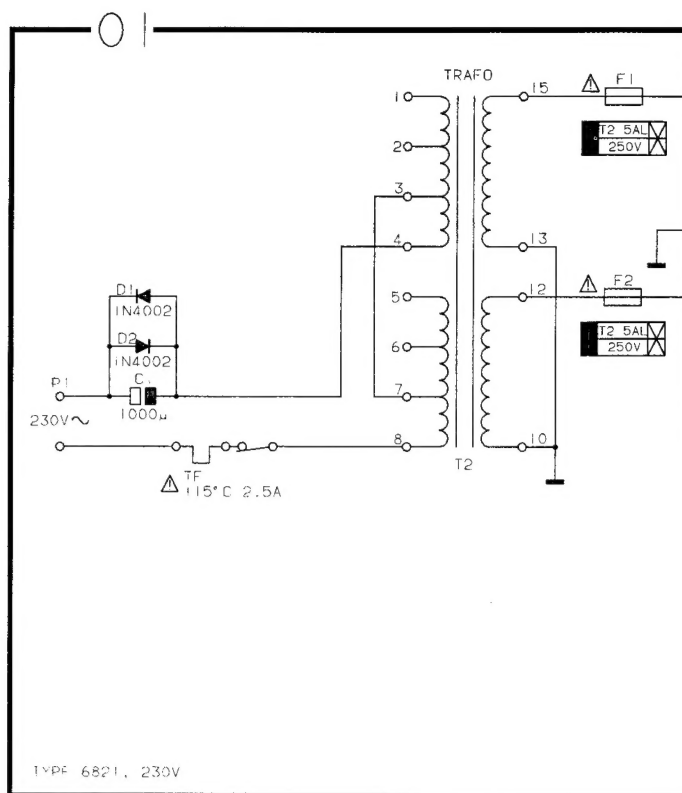 TRAFO
1
2
3
4
5
6
7
8
15
13
12
10
F1
T2 5AL
250V
F2
T2 5AL
250V
D1
1N4002
D2
1N4002
P1
1000µ
230V~
TF
115°C 2.5A
T2
TYPE 6821, 230V